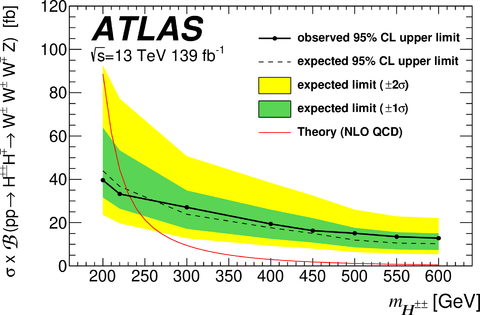 ATLAS
√s=13 TeV 139 fb⁻¹
observed 95% CL upper limit
expected 95% CL upper limit
expected limit (±2σ)
expected limit (±1σ)
Theory (NLO QCD)
σ x ℬ(pp→ H±±H∓→ W±W±W∓Z) [fb]
120
100
80
60
40
20
0
200 250 300 350 400 450 500 550 600
m_H±± [GeV]